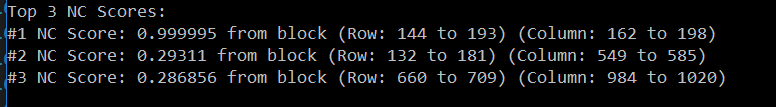 Top 3 NC Scores:
#1 NC Score: 0.999995 from block (Row: 144 to 193) (Column: 162 to 198)
#2 NC Score: 0.29311 from block (Row: 132 to 181) (Column: 549 to 585)
#3 NC Score: 0.286856 from block (Row: 660 to 709) (Column: 984 to 1020)